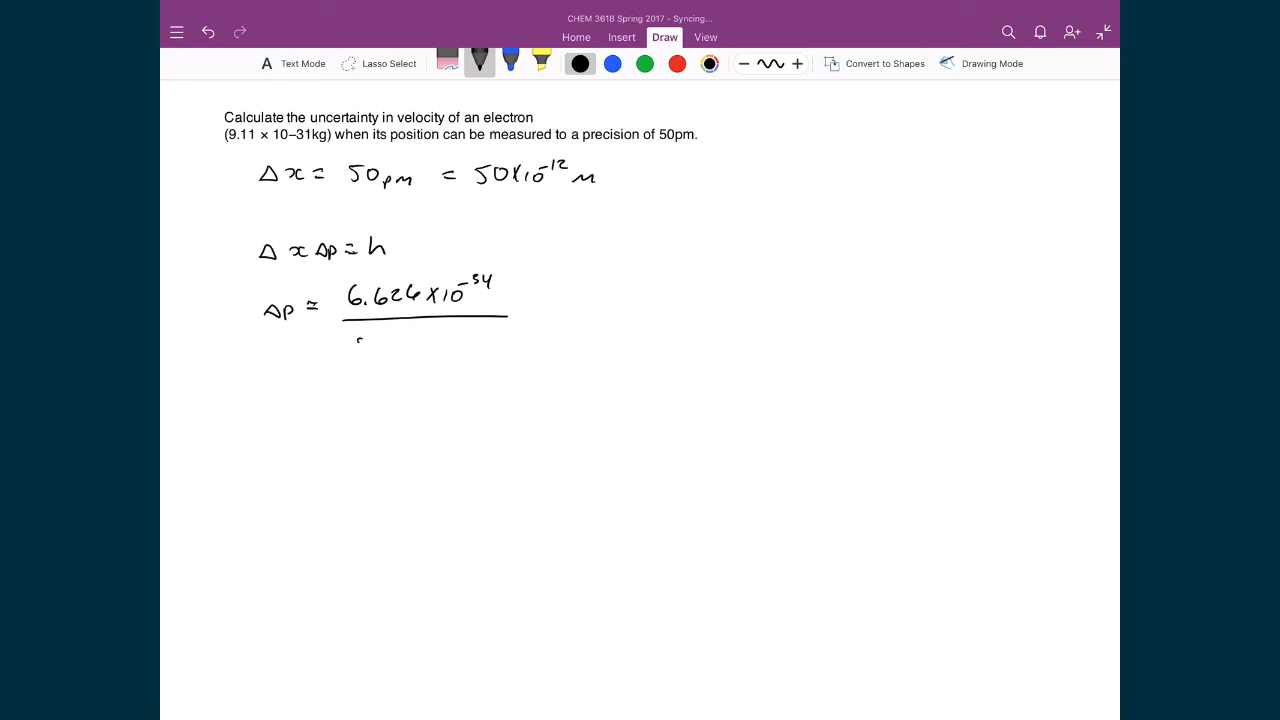 CHEM 361B Spring 2017 - Syncing...
Home Insert Draw View
A Text Mode Lasso Select Convert to Shapes Drawing Mode
Calculate the uncertainty in velocity of an electron
(9.11 × 10–31kg) when its position can be measured to a precision of 50pm.
Δx = 50pm = 50×10⁻¹² m
Δ x Δp = h
Δp ≅ 6.626×10⁻³⁴